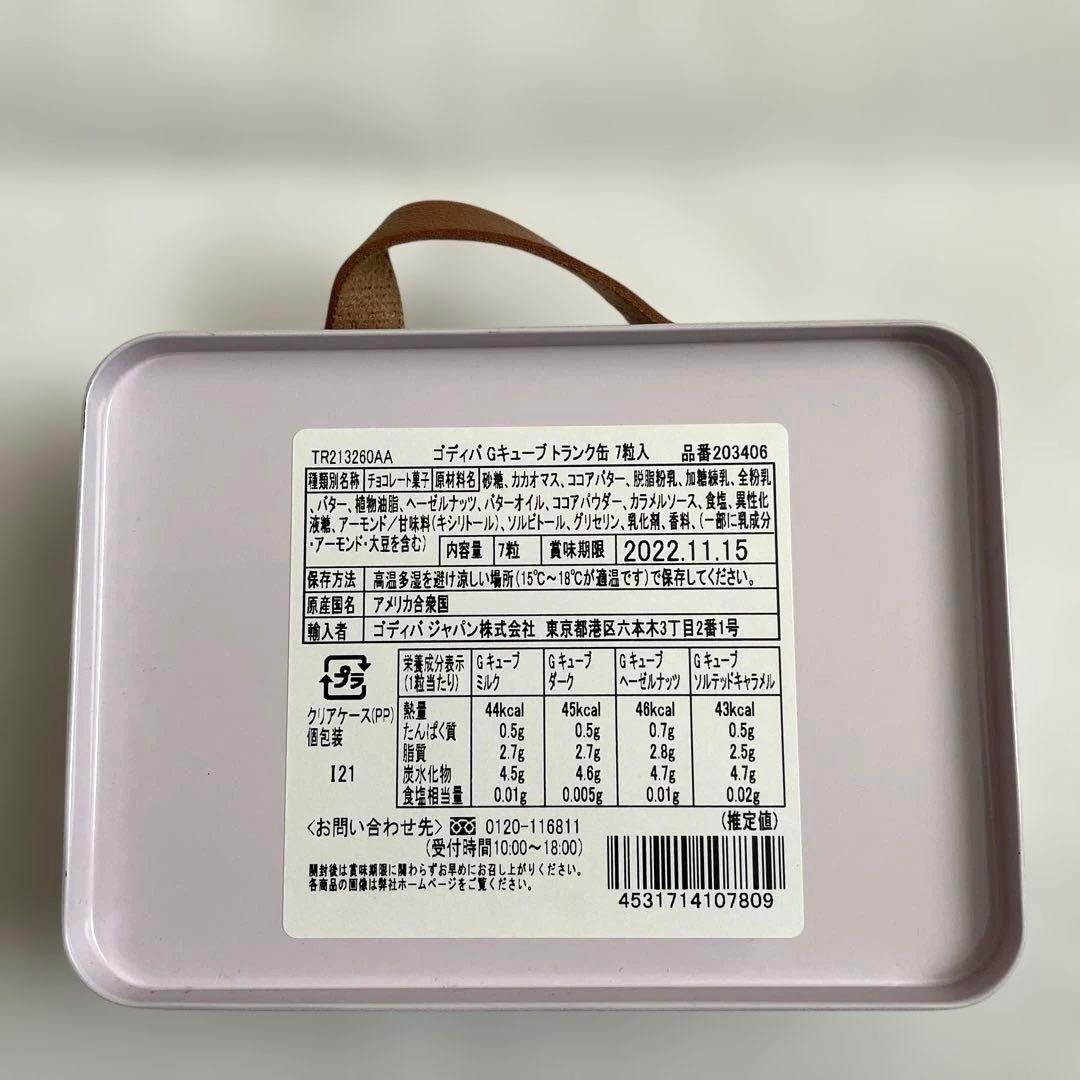 TR213260AA ゴディバ Gキューブ トランク缶 7粒入 品番203406
種類別名称 チョコレート菓子 原材料名 砂糖、カカオマス、ココアバター、脱脂粉乳、加糖練乳、全粉乳
、バター、植物油脂、ヘーゼルナッツ、バターオイル、ココアパウダー、カラメルソース、食塩、異性化
液糖、アーモンド／甘味料(キシリトール)、ソルビトール、グリセリン、乳化剤、香料、(一部に乳成分
・アーモンド・大豆を含む) 内容量 7粒 賞味期限 2022.11.15
保存方法 高温多湿を避け涼しい場所(15℃〜18℃が適温です)で保存してください。
原産国名 アメリカ合衆国
輸入者 ゴディバ ジャパン株式会社 東京都港区六本木3丁目2番1号
プラ
クリアケース(PP)
個包装
I21
栄養成分表示 Gキューブ Gキューブ Gキューブ Gキューブ
(1粒当たり) ミルク ダーク ヘーゼルナッツ ソルテッドキャラメル
熱量 44kcal 45kcal 46kcal 43kcal
たんぱく質 0.5g 0.5g 0.7g 0.5g
脂質 2.7g 2.7g 2.8g 2.5g
炭水化物 4.5g 4.6g 4.7g 4.7g
食塩相当量 0.01g 0.005g 0.01g 0.02g
(推定値)
〈お問い合わせ先〉 0120-116811
(受付時間10:00〜18:00)
開封後は賞味期限に関わらずお早めにお召し上がりください。
各商品の画像は弊社ホームページをご覧ください。
4531714107809